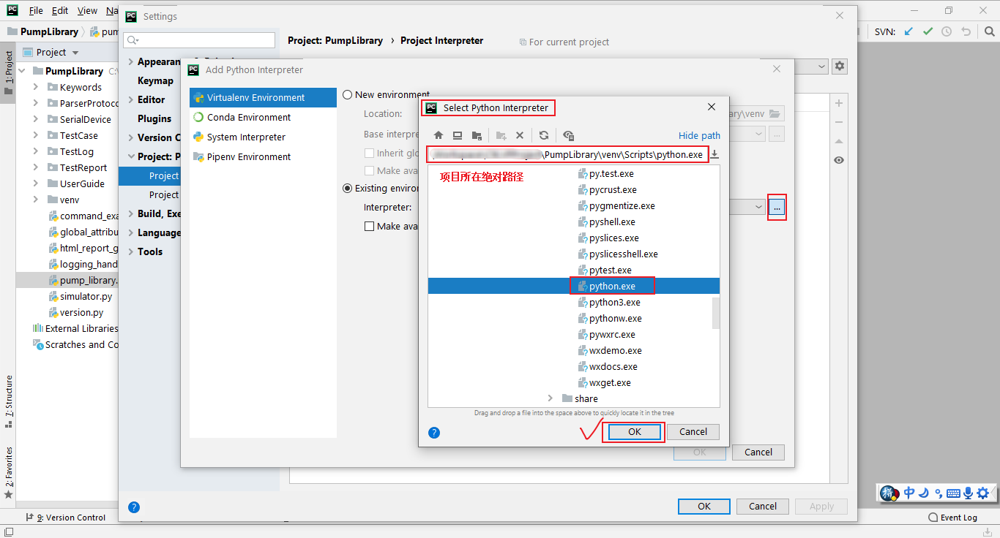 File Edit View Na
PumpLibrary pum
SVN:
Settings
Project: PumpLibrary › Project Interpreter
For current project
1: Project
Project
PumpLibrary C:\
Keywords
ParserProtoco
SerialDevice
TestCase
TestLog
TestReport
UserGuide
venv
command_exa
global_attribu
html_report_g
logging_hand
pump_library.
simulator.py
version.py
External Libraries
Scratches and Co
7: Structure
2: Favorites
Keymap
Editor
Plugins
Version C
Project: P
Project
Project
Build, Exe
Language
Tools
Add Python Interpreter
Virtualenv Environment
Conda Environment
System Interpreter
Pipenv Environment
New environment
Location:
ary\venv
Base interpre
...
Inherit glo
Make ava
Existing enviror
Interpreter:
...
Make ava
Select Python Interpreter
Hide path
\PumpLibrary\venv\Scripts\python.exe
项目所在绝对路径
py.test.exe
pycrust.exe
pygmentize.exe
pyshell.exe
pyslices.exe
pyslicesshell.exe
pytest.exe
python.exe
python3.exe
pythonw.exe
pywxrc.exe
wxdemo.exe
wxdocs.exe
wxget.exe
share
Drag and drop a file into the space above to quickly locate it in the tree
? OK Cancel
OK Cancel
? OK Cancel Apply
中
9: Version Control
Event Log